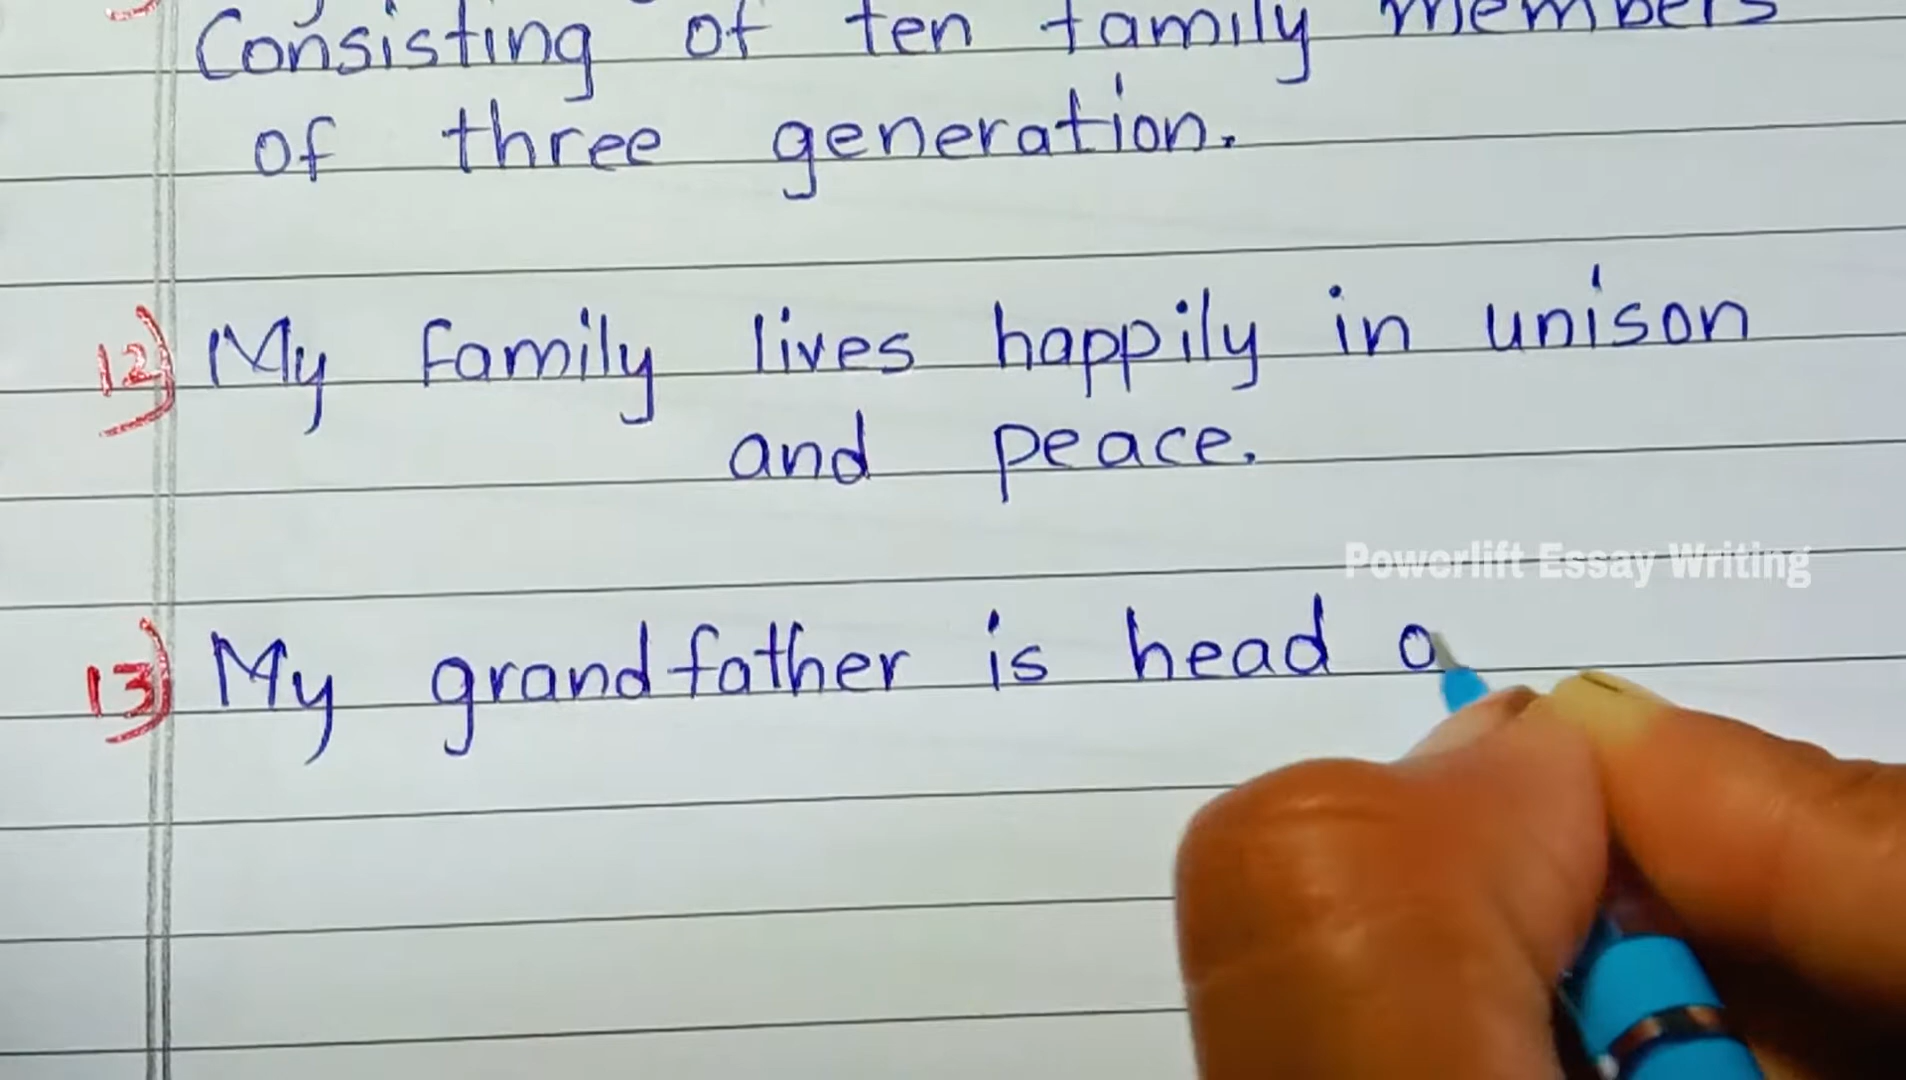 Consisting of ten family members
of three generation.
12) My family lives happily in unison
and peace.
Powerlift Essay Writing
13) My grandfather is head o